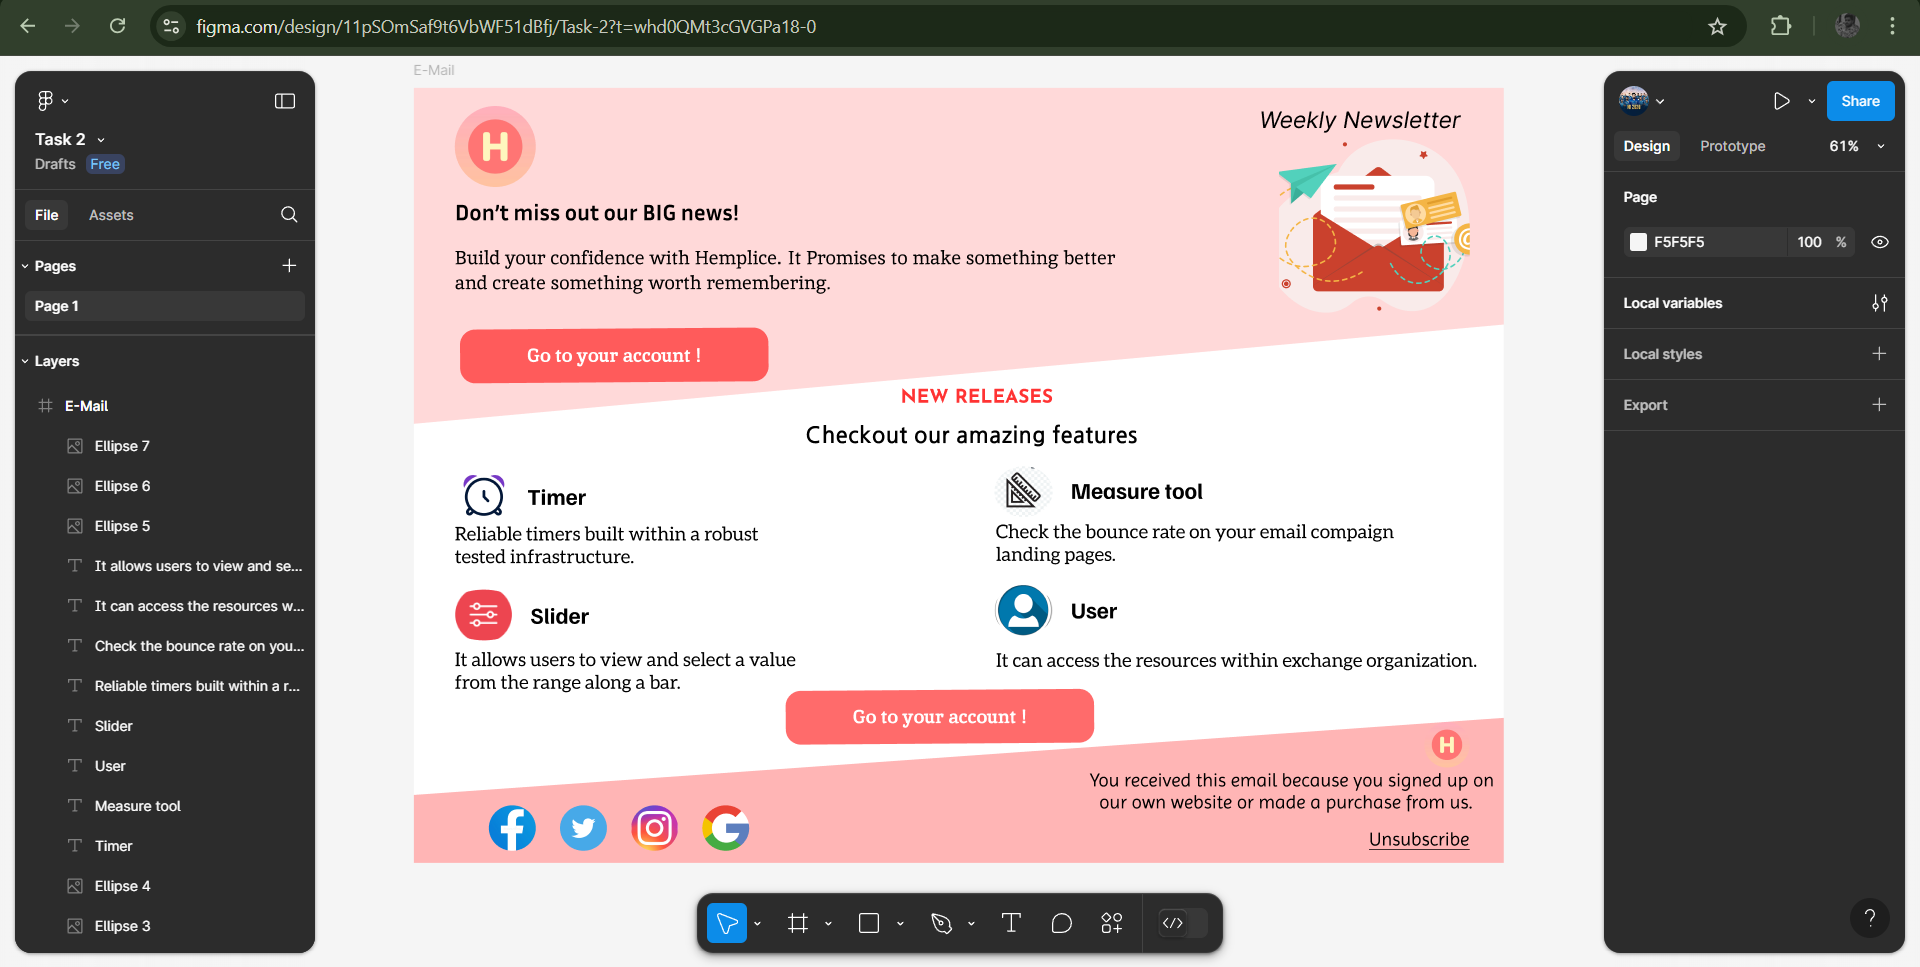 figma.com/design/11pSOmSaf9t6VbWF51dBfj/Task-2?t=whd0QMt3cGVGPa18-0
Task 2
Drafts Free
File Assets
Pages
Page 1
Layers
E-Mail
Ellipse 7
Ellipse 6
Ellipse 5
It allows users to view and se...
It can access the resources w...
Check the bounce rate on you...
Reliable timers built within a r...
Slider
User
Measure tool
Timer
Ellipse 4
Ellipse 3
E-Mail
H
Weekly Newsletter
Don't miss out our BIG news!
Build your confidence with Hemplice. It Promises to make something better
and create something worth remembering.
Go to your account !
NEW RELEASES
Checkout our amazing features
Timer
Reliable timers built within a robust
tested infrastructure.
Measure tool
Check the bounce rate on your email compaign
landing pages.
Slider
It allows users to view and select a value
from the range along a bar.
User
It can access the resources within exchange organization.
Go to your account !
H
You received this email because you signed up on
our own website or made a purchase from us.
Unsubscribe
Share
Design Prototype 61%
Page
F5F5F5 100 %
Local variables
Local styles
Export
?